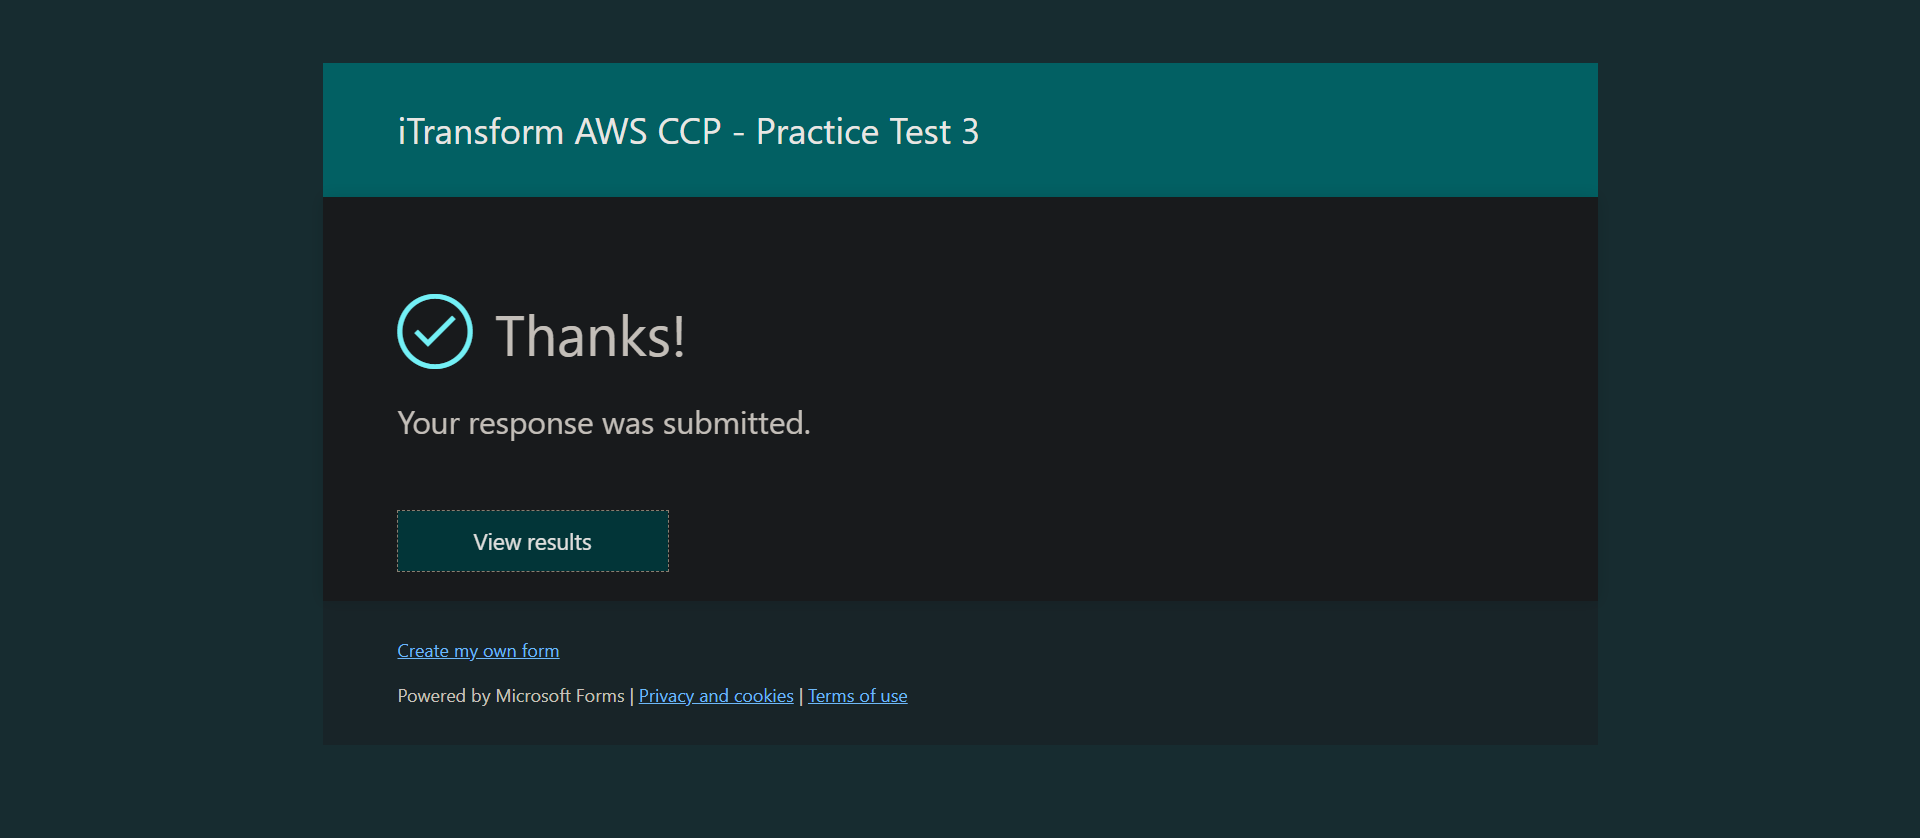 iTransform AWS CCP - Practice Test 3
Thanks!
Your response was submitted.
View results
Create my own form
Powered by Microsoft Forms | Privacy and cookies | Terms of use